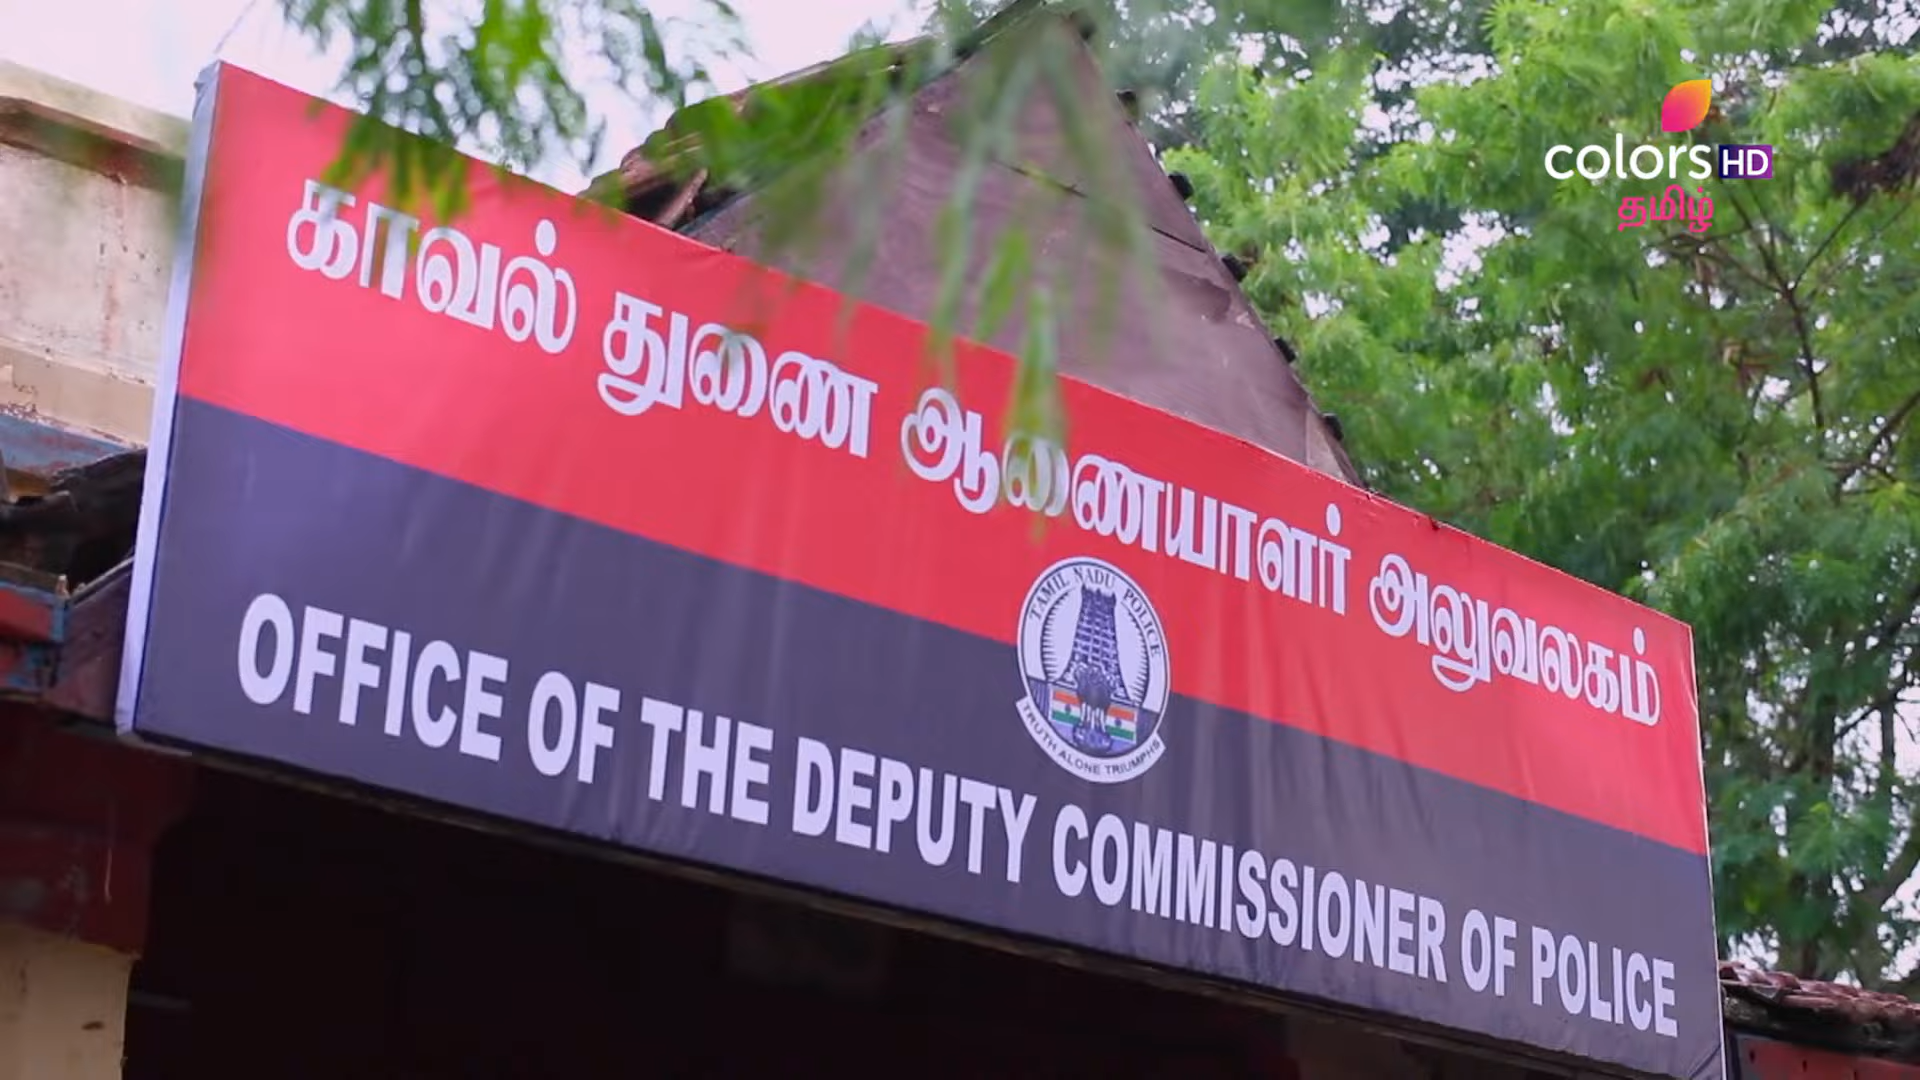 colors HD
தமிழ்
காவல் துணை ஆணையாளர் அலுவலகம்
TAMIL NADU POLICE
TRUTH ALONE TRIUMPHS
OFFICE OF THE DEPUTY COMMISSIONER OF POLICE